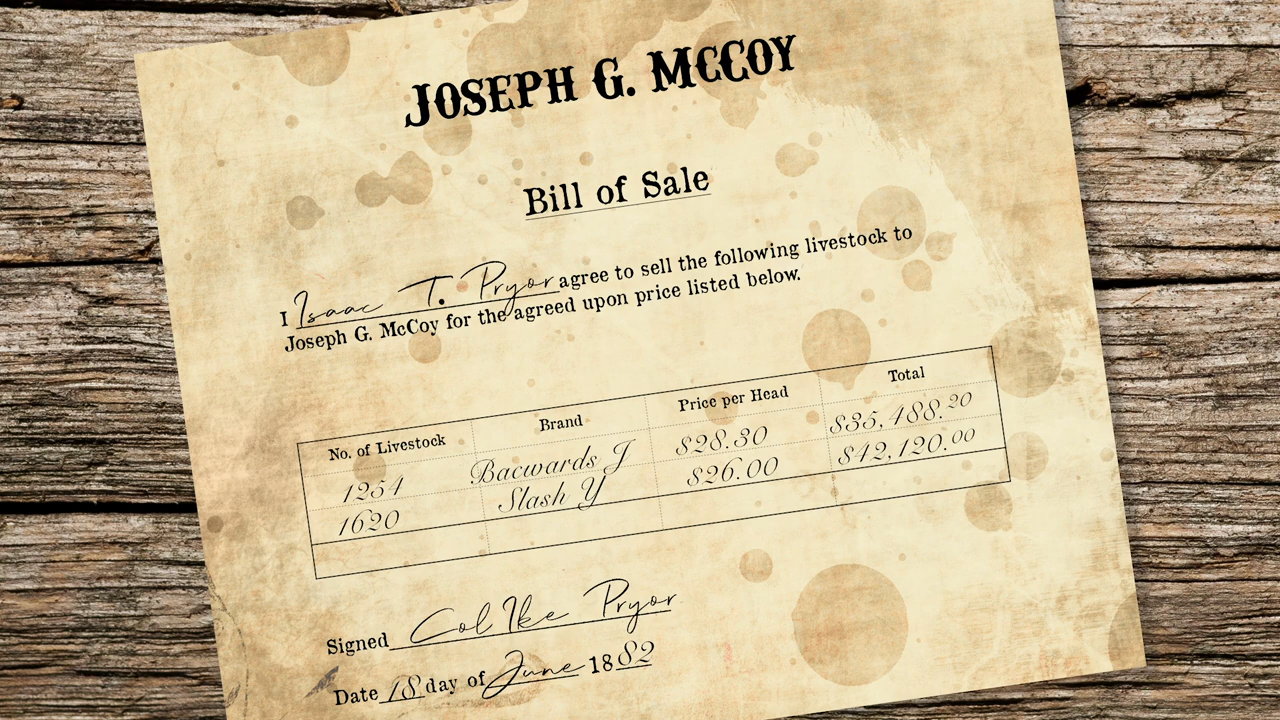 JOSEPH G. MCCOY
Bill of Sale
I Isaac T. Pryor agree to sell the following livestock to
Joseph G. McCoy for the agreed upon price listed below.
No. of Livestock Brand Price per Head Total
1254 Bacwards J $28.30 $35,488.20
1620 Slash Y $26.00 $42,120.00
Signed Col Ike Pryor
Date 18 day of June 1882